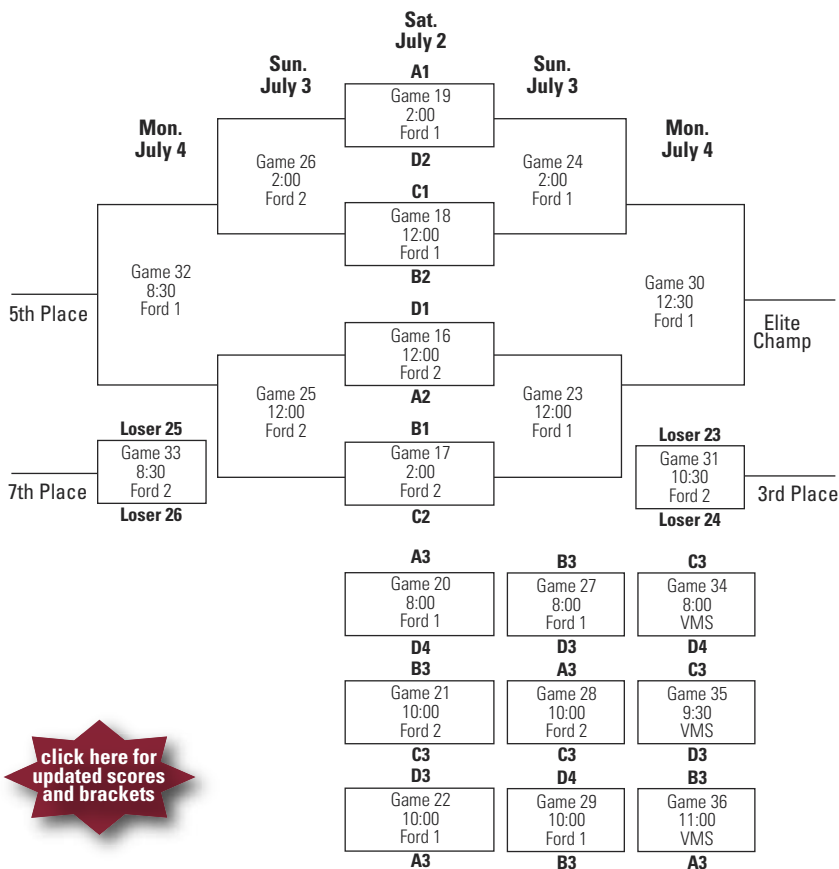 Sat.
July 2
Sun.
July 3
Sun.
July 3
Mon.
July 4
Mon.
July 4
A1
Game 19
2:00
Ford 1
D2
Game 26
2:00
Ford 2
Game 24
2:00
Ford 1
C1
Game 18
12:00
Ford 1
B2
Game 32
8:30
Ford 1
Game 30
12:30
Ford 1
5th Place
Elite
Champ
D1
Game 16
12:00
Ford 2
A2
Game 25
12:00
Ford 2
Game 23
12:00
Ford 1
B1
Game 17
2:00
Ford 2
C2
Loser 25
Game 33
8:30
Ford 2
Loser 26
7th Place
Loser 23
Game 31
10:30
Ford 2
Loser 24
3rd Place
A3
Game 20
8:00
Ford 1
D4
B3
Game 27
8:00
Ford 1
D3
C3
Game 34
8:00
VMS
D4
B3
Game 21
10:00
Ford 2
C3
A3
Game 28
10:00
Ford 2
C3
C3
Game 35
9:30
VMS
D3
D3
Game 22
10:00
Ford 1
A3
D4
Game 29
10:00
Ford 1
B3
B3
Game 36
11:00
VMS
A3
click here for
updated scores
and brackets